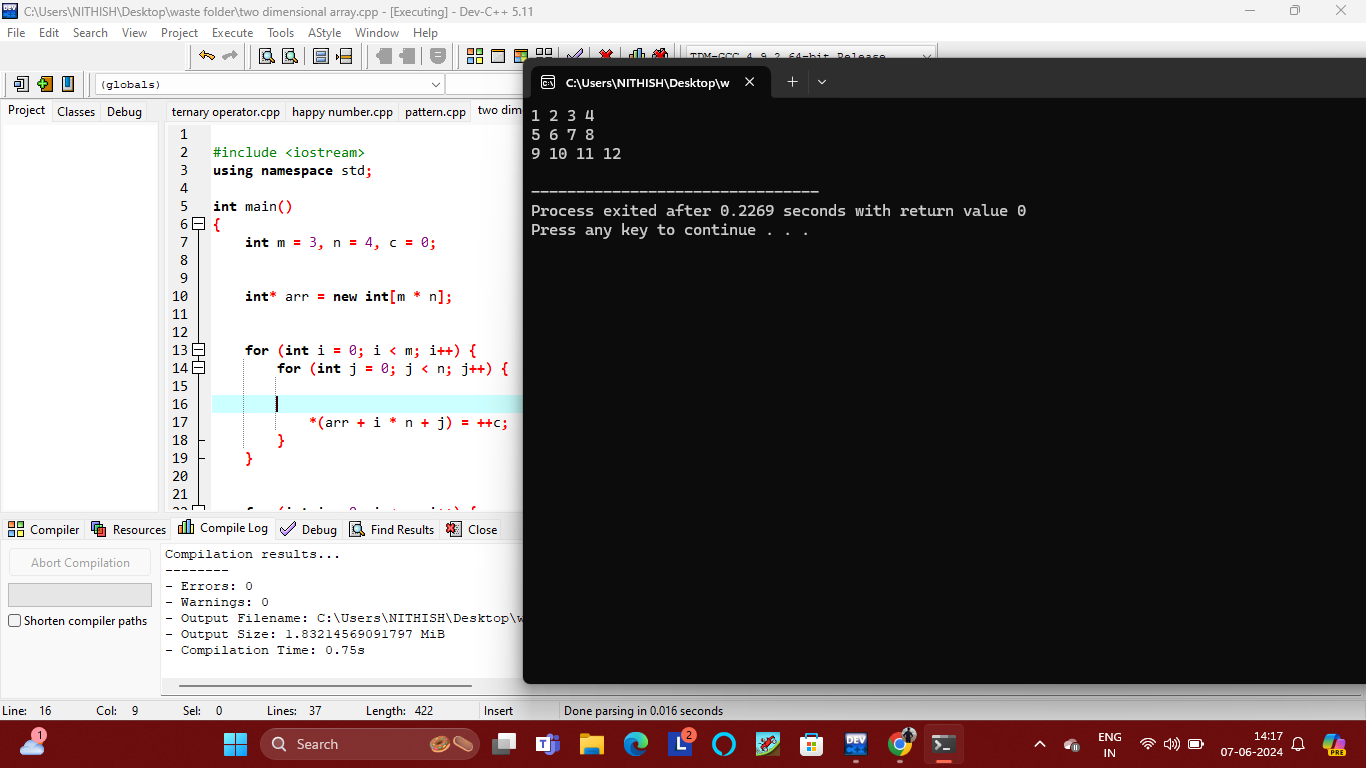 C:\Users\NITHISH\Desktop\waste folder\two dimensional array.cpp - [Executing] - Dev-C++ 5.11
File Edit Search View Project Execute Tools AStyle Window Help
TDM-GCC 4.9.2 64-bit Release
(globals)
Project Classes Debug
ternary operator.cpp happy number.cpp pattern.cpp two dim
1
2 #include <iostream>
3 using namespace std;
4
5 int main()
6 {
7 int m = 3, n = 4, c = 0;
8
9
10 int* arr = new int[m * n];
11
12
13 for (int i = 0; i < m; i++) {
14 for (int j = 0; j < n; j++) {
15
16
17 *(arr + i * n + j) = ++c;
18 }
19 }
20
21
C:\Users\NITHISH\Desktop\w
1 2 3 4
5 6 7 8
9 10 11 12
--------------------------------
Process exited after 0.2269 seconds with return value 0
Press any key to continue . . .
Compiler Resources Compile Log Debug Find Results Close
Abort Compilation
Shorten compiler paths
Compilation results...
--------
- Errors: 0
- Warnings: 0
- Output Filename: C:\Users\NITHISH\Desktop\w
- Output Size: 1.83214569091797 MiB
- Compilation Time: 0.75s
Line: 16 Col: 9 Sel: 0 Lines: 37 Length: 422 Insert Done parsing in 0.016 seconds
1
Search
2
ENG
IN
14:17
07-06-2024
PRE